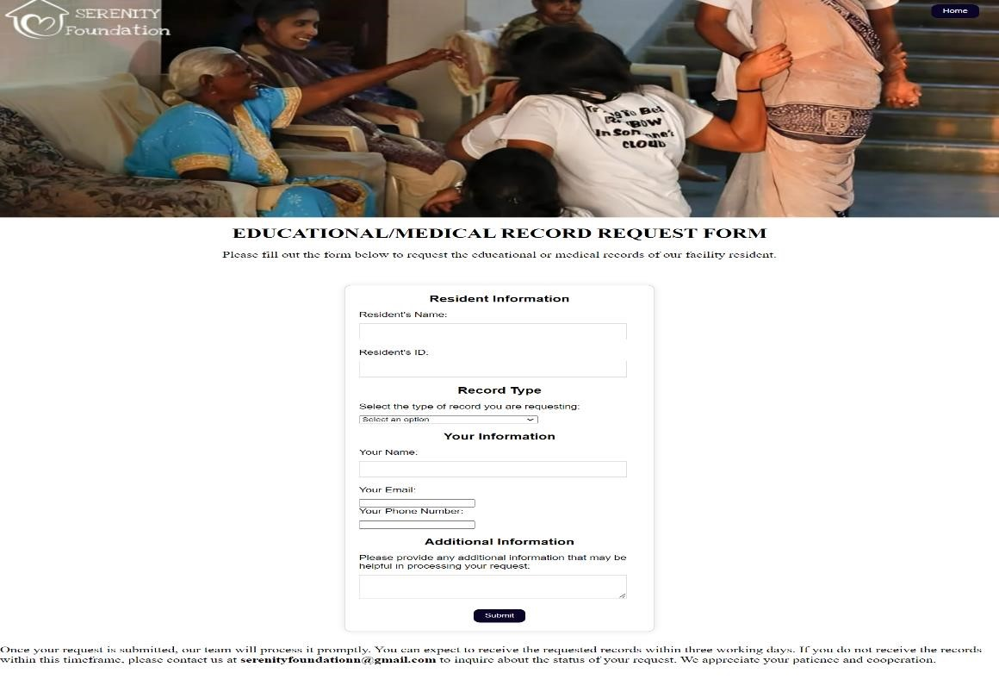 SERENITY
Foundation
Home
To Be
In
CLOUD
EDUCATIONAL/MEDICAL RECORD REQUEST FORM
Please fill out the form below to request the educational or medical records of our facility resident.
Resident Information
Resident's Name:
Resident's ID:
Record Type
Select the type of record you are requesting:
Select an option
Your Information
Your Name:
Your Email:
Your Phone Number:
Additional Information
Please provide any additional information that may be
helpful in processing your request:
Submit
Once your request is submitted, our team will process it promptly. You can expect to receive the requested records within three working days. If you do not receive the records
within this timeframe, please contact us at serenityfoundationn@gmail.com to inquire about the status of your request. We appreciate your patience and cooperation.